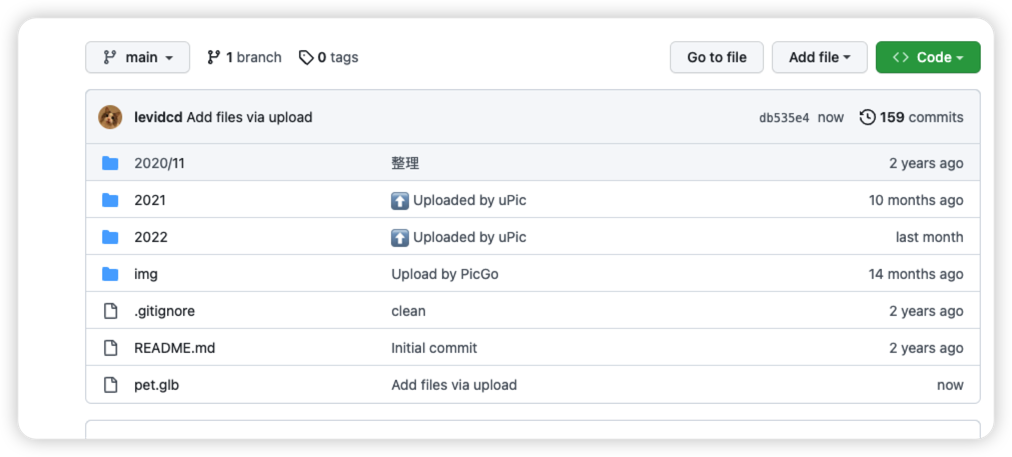 main 1 branch 0 tags Go to file Add file Code
levidcd Add files via upload db535e4 now 159 commits
2020/11 整理 2 years ago
2021 Uploaded by uPic 10 months ago
2022 Uploaded by uPic last month
img Upload by PicGo 14 months ago
.gitignore clean 2 years ago
README.md Initial commit 2 years ago
pet.glb Add files via upload now